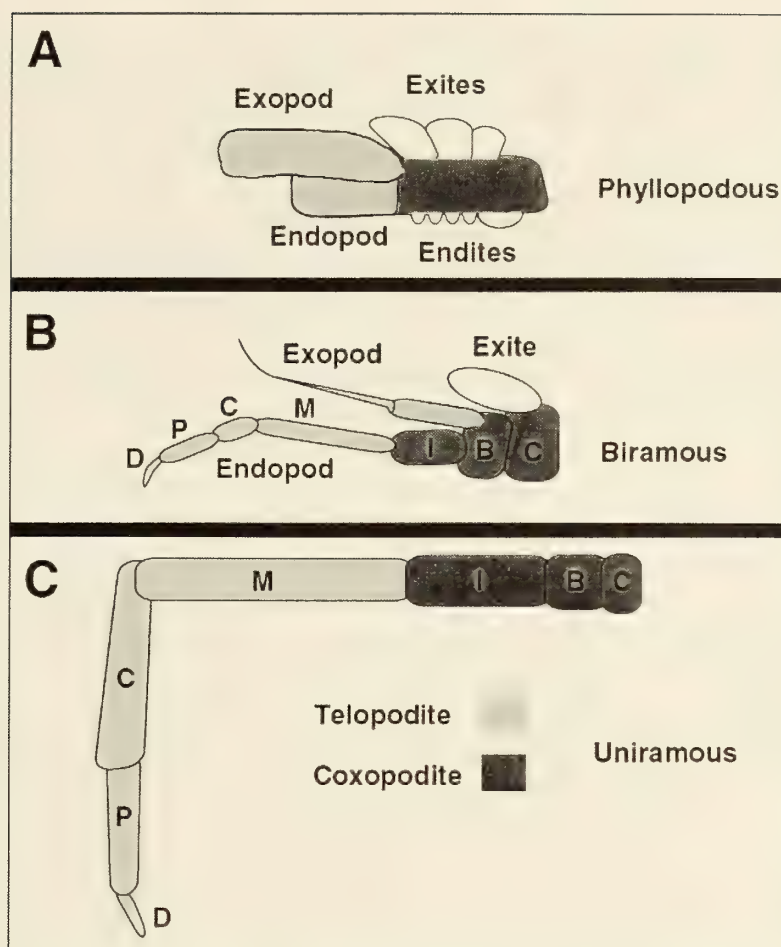 A
Exopod
Exites
Phyllopodous
Endopod
Endites
B
Exopod
Exite
D P C M
I B C
Endopod
Biramous
C
M I B C
C
Telopodite
Coxopodite
Uniramous
P
D